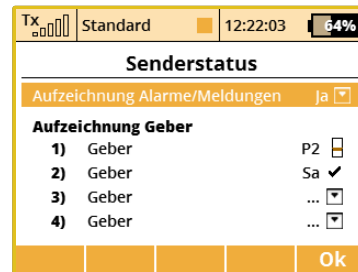 Tx Standard 12:22:03 64%
Senderstatus
Aufzeichnung Alarme/Meldungen Ja
Aufzeichnung Geber
1) Geber P2
2) Geber Sa
3) Geber ...
4) Geber ...
Ok